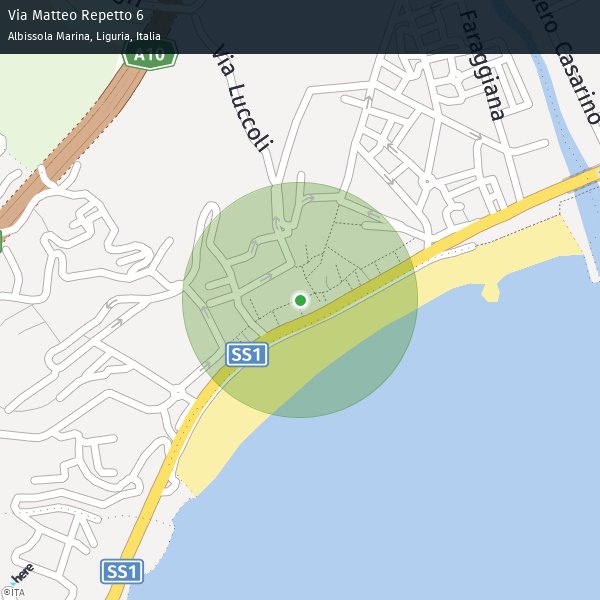 Via Matteo Repetto 6
Albissola Marina, Liguria, Italia
A10
Via Luccoli
Faraggiana
ero Casarino
SS1
SS1
here
©ITA